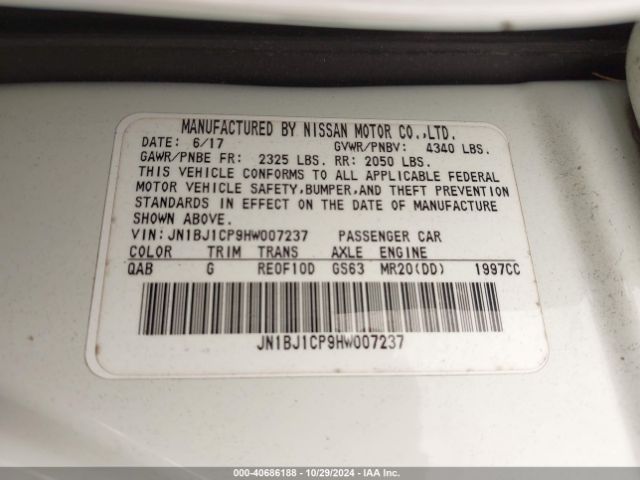 MANUFACTURED BY NISSAN MOTOR CO.,LTD.
DATE: 6/17 GVWR/PNBV: 4340 LBS.
GAWR/PNBE FR: 2325 LBS. RR: 2050 LBS.
THIS VEHICLE CONFORMS TO ALL APPLICABLE FEDERAL
MOTOR VEHICLE SAFETY,BUMPER,AND THEFT PREVENTION
STANDARDS IN EFFECT ON THE DATE OF MANUFACTURE
SHOWN ABOVE.
VIN: JN1BJ1CP9HW007237 PASSENGER CAR
COLOR TRIM TRANS AXLE ENGINE
QAB G RE0F10D GS63 MR20(DD) 1997CC
JN1BJ1CP9HW007237
000-40686188 - 10/29/2024 - IAA Inc.